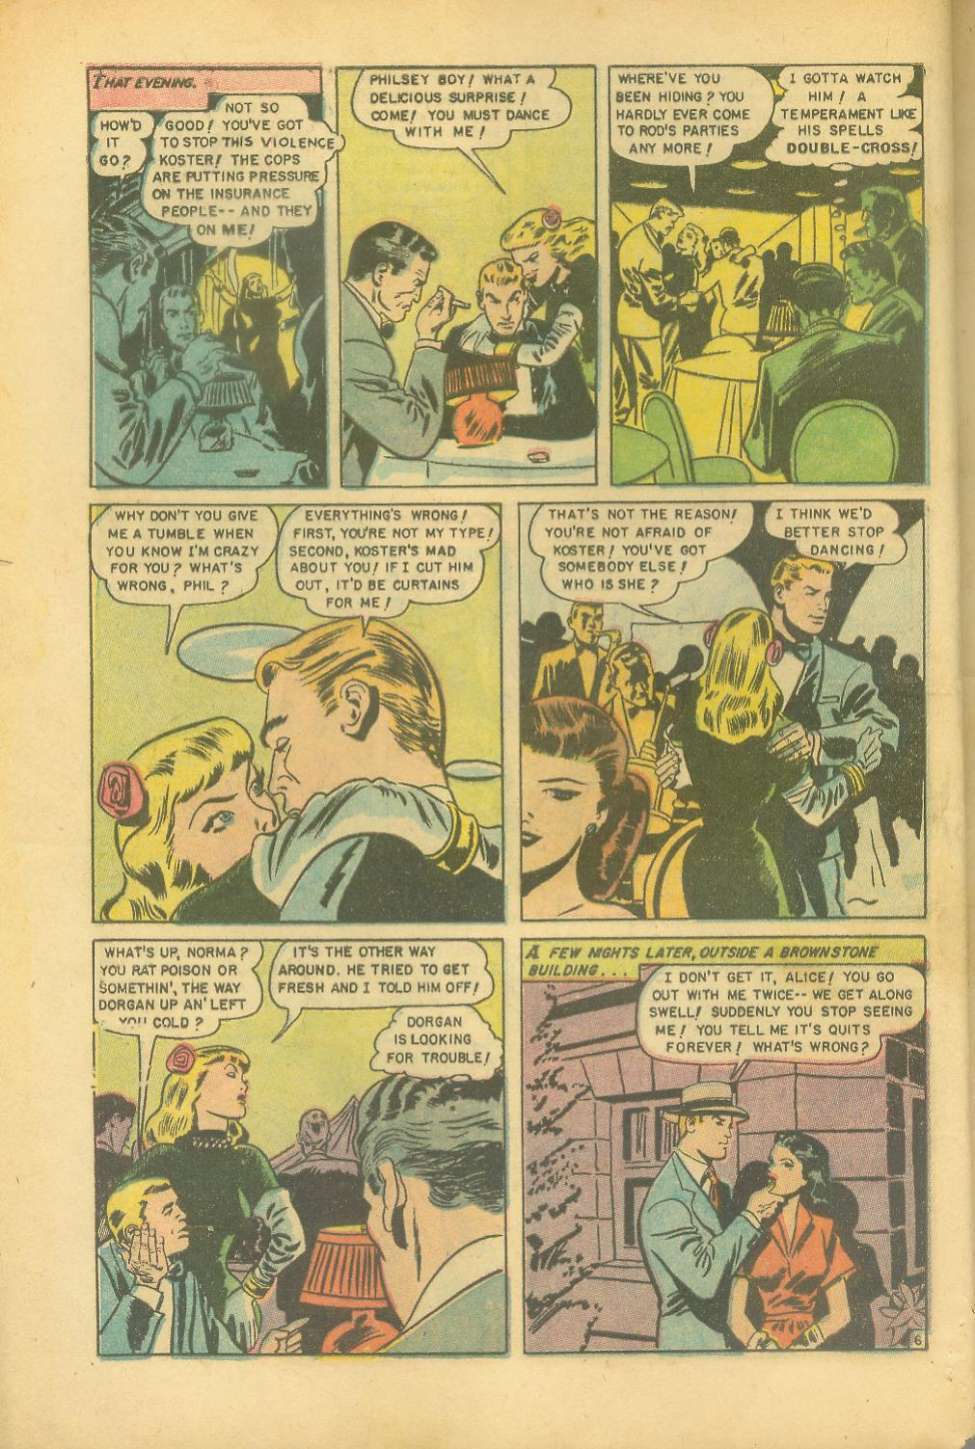 THAT EVENING.
HOW'D
IT
GO?
NOT SO
GOOD! YOU'VE GOT
TO STOP THIS VIOLENCE
KOSTER! THE COPS
ARE PUTTING PRESSURE
ON THE INSURANCE
PEOPLE-- AND THEY
ON ME!
PHILSEY BOY! WHAT A
DELICIOUS SURPRISE!
COME! YOU MUST DANCE
WITH ME!
WHERE'VE YOU
BEEN HIDING? YOU
HARDLY EVER COME
TO ROD'S PARTIES
ANY MORE!
I GOTTA WATCH
HIM! A
TEMPERAMENT LIKE
HIS SPELLS
DOUBLE-CROSS!
WHY DON'T YOU GIVE
ME A TUMBLE WHEN
YOU KNOW I'M CRAZY
FOR YOU? WHAT'S
WRONG, PHIL?
EVERYTHING'S WRONG!
FIRST, YOU'RE NOT MY TYPE!
SECOND, KOSTER'S MAD
ABOUT YOU! IF I CUT HIM
OUT, IT'D BE CURTAINS
FOR ME!
THAT'S NOT THE REASON!
YOU'RE NOT AFRAID OF
KOSTER! YOU'VE GOT
SOMEBODY ELSE!
WHO IS SHE?
I THINK WE'D
BETTER STOP
DANCING!
WHAT'S UP, NORMA?
YOU RAT POISON OR
SOMETHIN', THE WAY
DORGAN UP AN' LEFT
YOU COLD?
IT'S THE OTHER WAY
AROUND. HE TRIED TO GET
FRESH AND I TOLD HIM OFF!
DORGAN
IS LOOKING
FOR TROUBLE!
A FEW NIGHTS LATER, OUTSIDE A BROWNSTONE
BUILDING...
I DON'T GET IT, ALICE! YOU GO
OUT WITH ME TWICE-- WE GET ALONG
SWELL! SUDDENLY YOU STOP SEEING
ME! YOU TELL ME IT'S QUITS
FOREVER! WHAT'S WRONG?
6